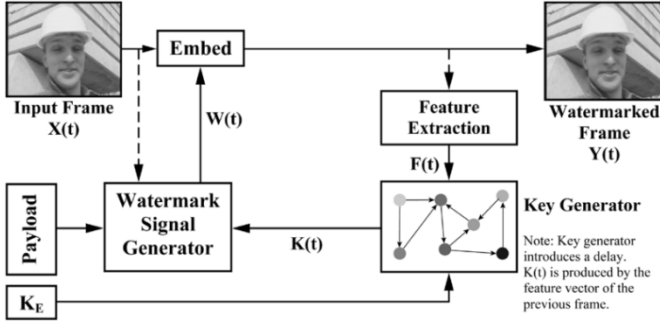 Input Frame
X(t)
Embed
W(t)
Feature
Extraction
F(t)
Watermarked
Frame
Y(t)
Payload
Watermark
Signal
Generator
K(t)
Key Generator
Note: Key generator
introduces a delay.
K(t) is produced by the
feature vector of the
previous frame.
KE